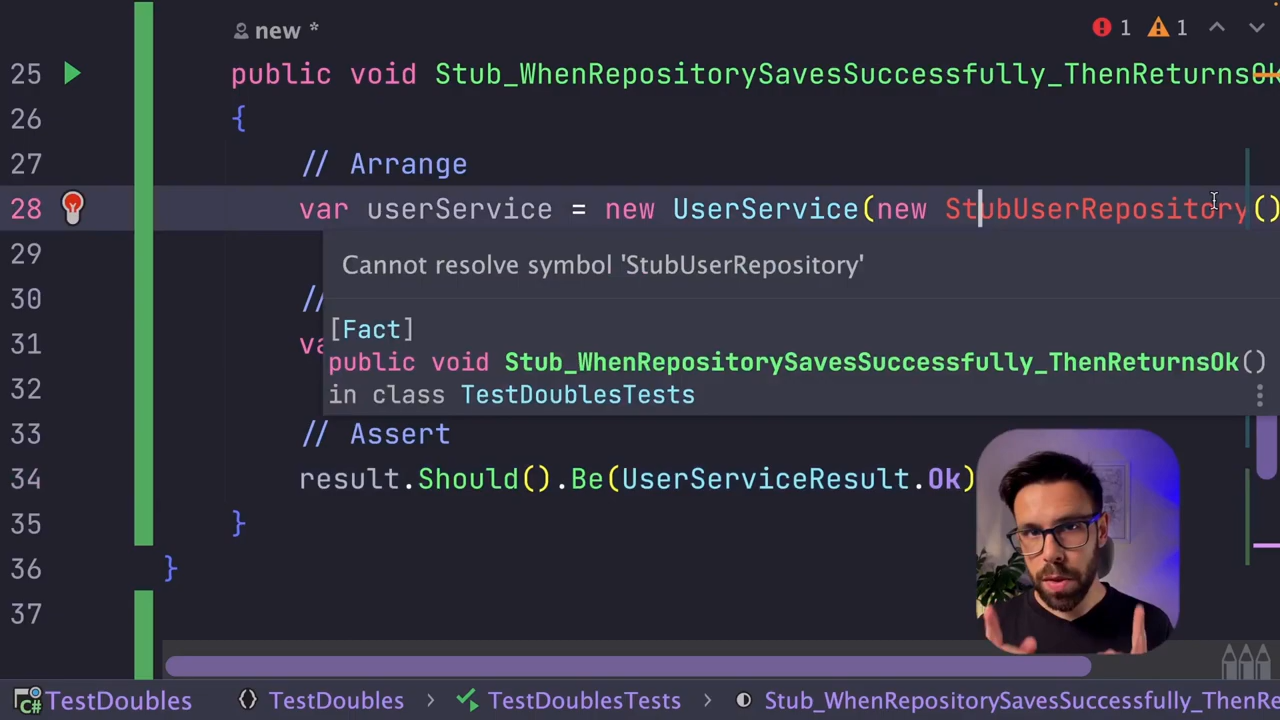 new *
1 1
25 public void Stub_WhenRepositorySavesSuccessfully_ThenReturnsOk
26 {
27 // Arrange
28 var userService = new UserService(new StubUserRepository()
29
Cannot resolve symbol 'StubUserRepository'
30 //
[Fact]
31 va
public void Stub_WhenRepositorySavesSuccessfully_ThenReturnsOk()
32
in class TestDoublesTests
33 // Assert
34 result.Should().Be(UserServiceResult.Ok)
35 }
36 }
37
C# TestDoubles {} TestDoubles › TestDoublesTests › Stub_WhenRepositorySavesSuccessfully_ThenRe